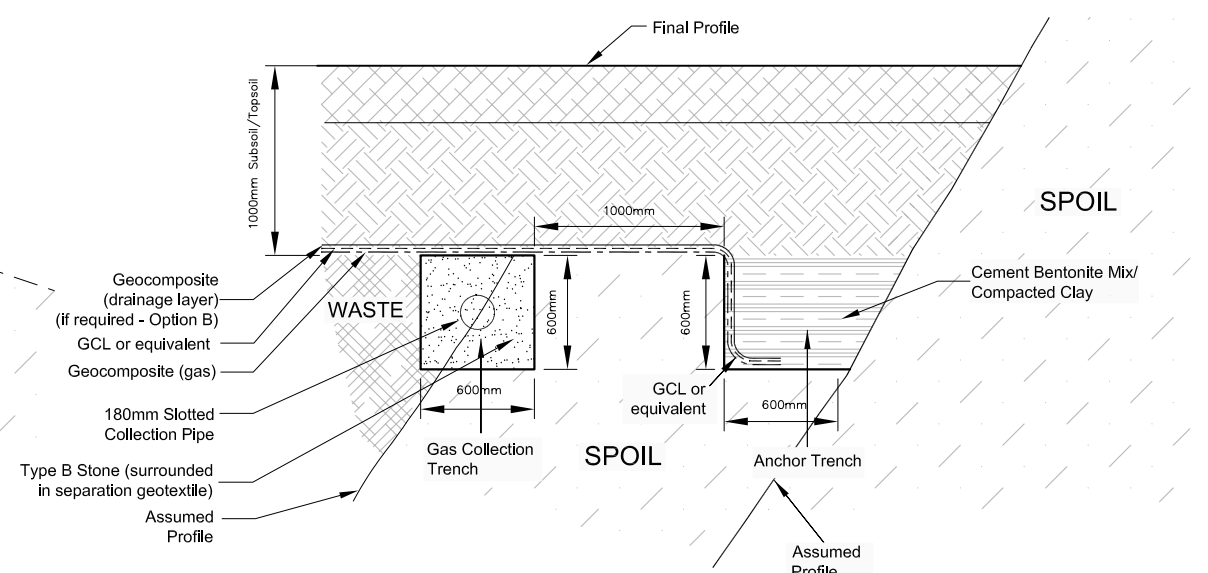 Final Profile
1000mm Subsoil/Topsoil
SPOIL
1000mm
Geocomposite
(drainage layer)
(if required - Option B)
GCL or equivalent
Geocomposite (gas)
WASTE
600mm
600mm
Cement Bentonite Mix/
Compacted Clay
180mm Slotted
Collection Pipe
600mm
GCL or
equivalent
600mm
Type B Stone (surrounded
in separation geotextile)
Gas Collection
Trench
SPOIL
Anchor Trench
Assumed
Profile
Assumed
Profile